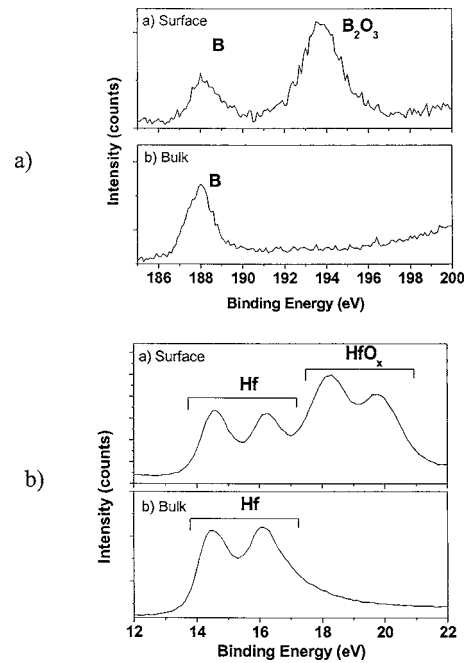 a) Surface
B
B₂O₃
a)
b) Bulk
B
Intensity (counts)
186 188 190 192 194 196 198 200
Binding Energy (eV)
a) Surface
HfOₓ
Hf
b)
b) Bulk
Hf
Intensity (counts)
12 14 16 18 20 22
Binding Energy (eV)